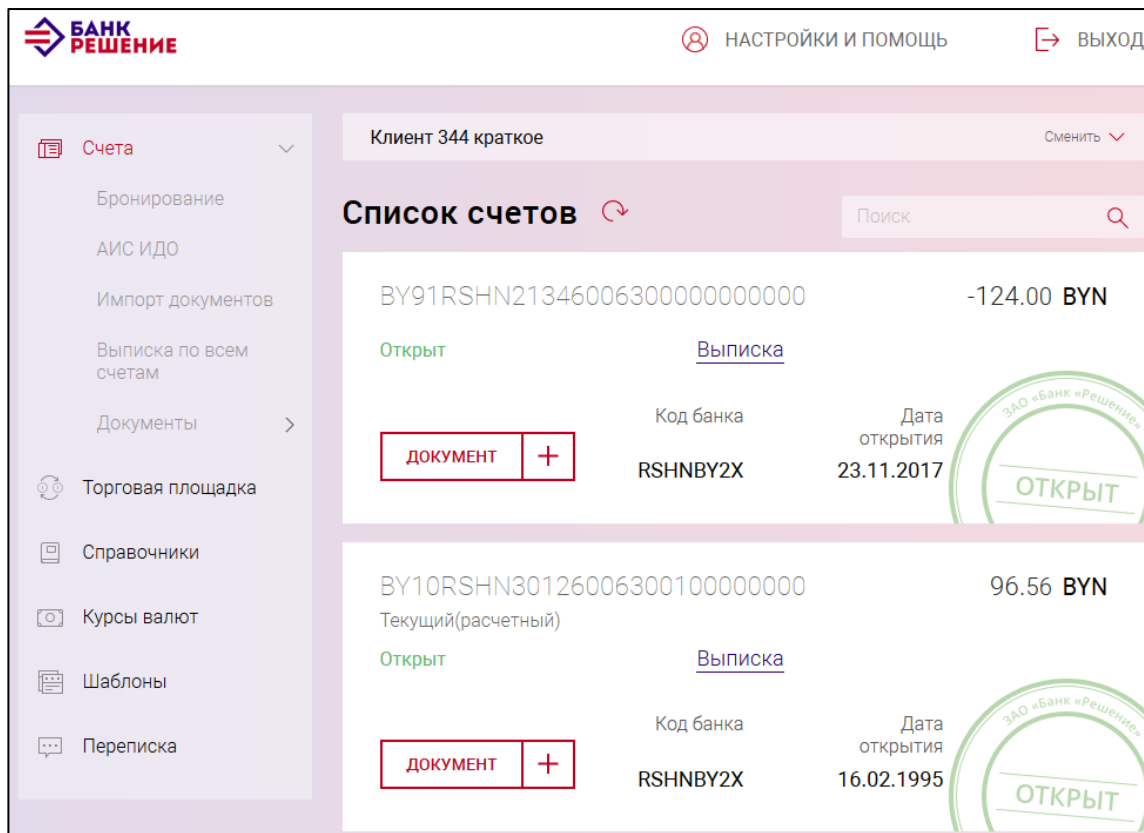 БАНК
РЕШЕНИЕ
НАСТРОЙКИ И ПОМОЩЬ
ВЫХОД
Счета
Бронирование
АИС ИДО
Импорт документов
Выписка по всем
счетам
Документы
Торговая площадка
Справочники
Курсы валют
Шаблоны
Переписка
Клиент 344 краткое
Сменить
Список счетов
Поиск
BY91RSHN21346006300000000000
-124.00 BYN
Открыт
Выписка
ДОКУМЕНТ +
Код банка
RSHNBY2X
Дата
открытия
23.11.2017
ЗАО «Банк «Решение»
ОТКРЫТ
BY10RSHN30126006300100000000
96.56 BYN
Текущий(расчетный)
Открыт
Выписка
ДОКУМЕНТ +
Код банка
RSHNBY2X
Дата
открытия
16.02.1995
ЗАО «Банк «Решение»
ОТКРЫТ